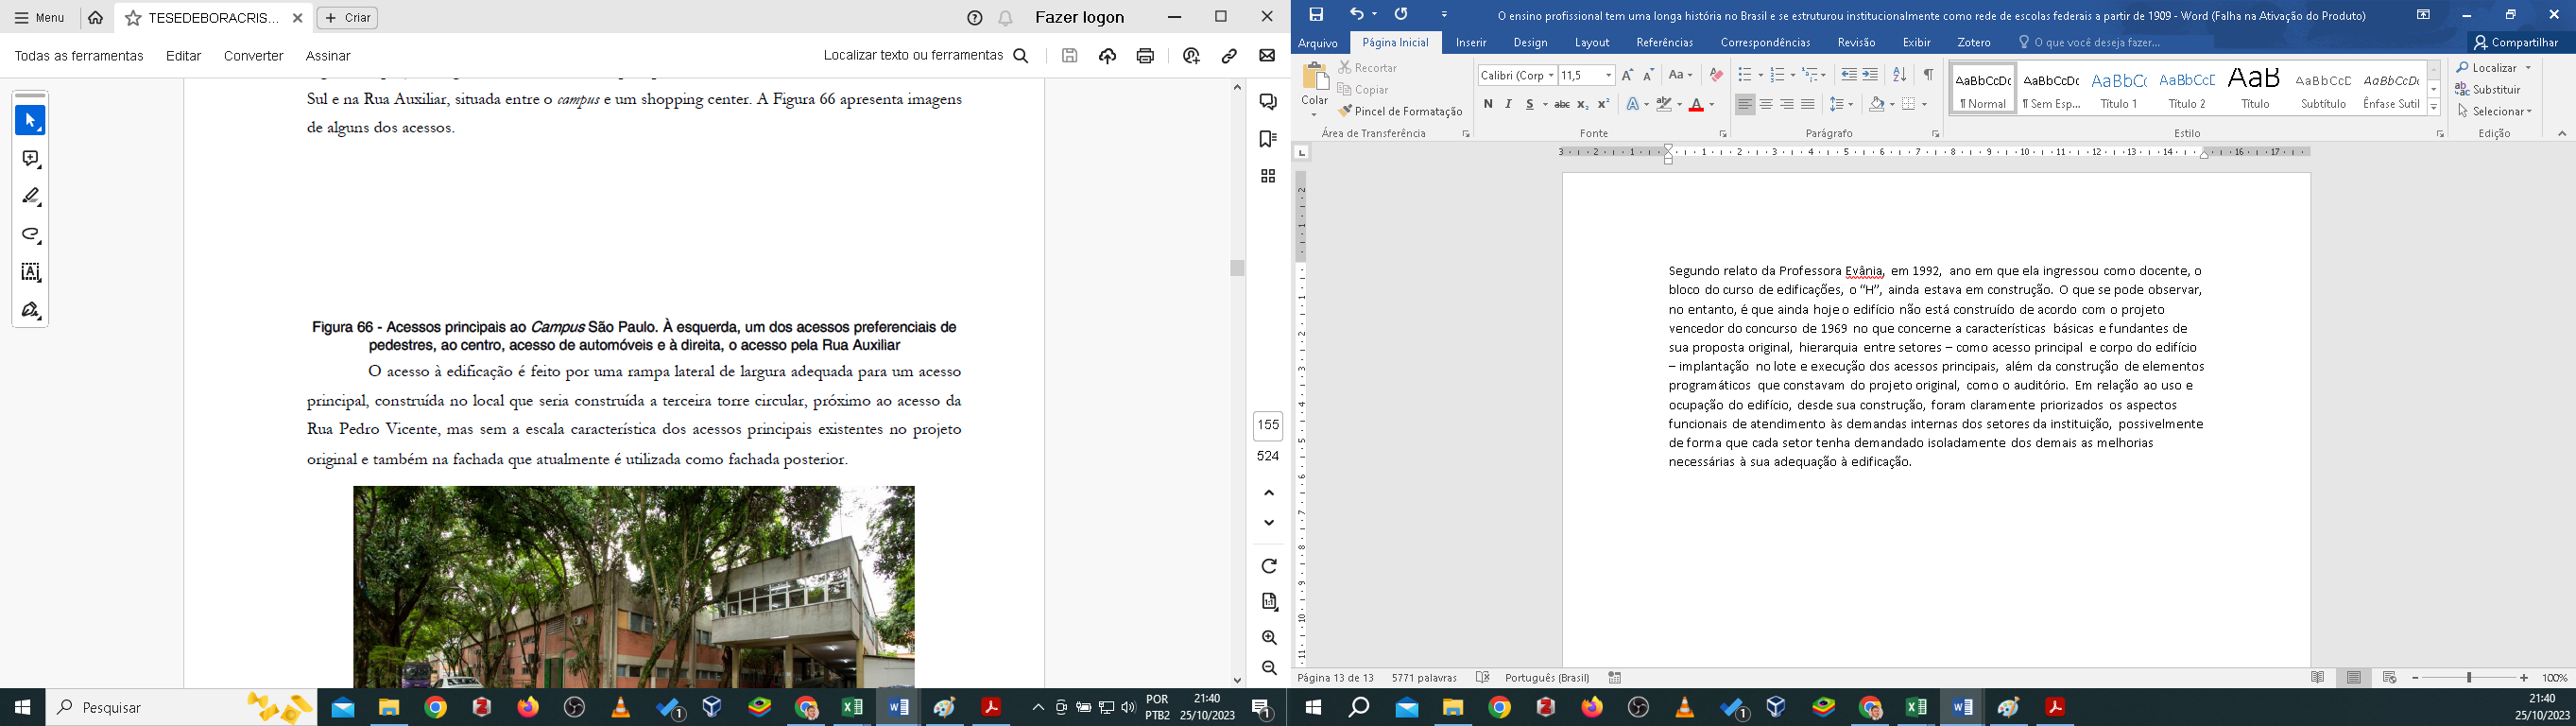 Menu
TESEDEBORACRIS...
Criar
Fazer logon
Todas as ferramentas
Editar
Converter
Assinar
Localizar texto ou ferramentas
Sul e na Rua Auxiliar, situada entre o campus e um shopping center. A Figura 66 apresenta imagens
de alguns dos acessos.
Figura 66 - Acessos principais ao Campus São Paulo. À esquerda, um dos acessos preferenciais de
pedestres, ao centro, acesso de automóveis e à direita, o acesso pela Rua Auxiliar
O acesso à edificação é feito por uma rampa lateral de largura adequada para um acesso
principal, construída no local que seria construída a terceira torre circular, próximo ao acesso da
Rua Pedro Vicente, mas sem a escala característica dos acessos principais existentes no projeto
original e também na fachada que atualmente é utilizada como fachada posterior.
155
524
Pesquisar
POR
PTB2
21:40
25/10/2023
O ensino profissional tem uma longa história no Brasil e se estruturou institucionalmente como rede de escolas federais a partir de 1909 - Word (Falha na Ativação do Produto)
Arquivo
Página Inicial
Inserir
Design
Layout
Referências
Correspondências
Revisão
Exibir
Zotero
O que você deseja fazer...
Compartilhar
Colar
Recortar
Copiar
Pincel de Formatação
Área de Transferência
Calibri (Corp
11,5
Fonte
Parágrafo
AaBbCcDc
¶ Normal
AaBbCcDc
¶ Sem Esp...
AaBbCc
Título 1
AaBbCcD
Título 2
AaB
Título
AaBbCcD
Subtítulo
AaBbCcDc
Ênfase Sutil
Estilo
Localizar
Substituir
Selecionar
Edição
Segundo relato da Professora Evânia, em 1992, ano em que ela ingressou como docente, o
bloco do curso de edificações, o “H”, ainda estava em construção. O que se pode observar,
no entanto, é que ainda hoje o edifício não está construído de acordo com o projeto
vencedor do concurso de 1969 no que concerne a características básicas e fundantes de
sua proposta original, hierarquia entre setores – como acesso principal e corpo do edifício
– implantação no lote e execução dos acessos principais, além da construção de elementos
programáticos que constavam do projeto original, como o auditório. Em relação ao uso e
ocupação do edifício, desde sua construção, foram claramente priorizados os aspectos
funcionais de atendimento às demandas internas dos setores da instituição, possivelmente
de forma que cada setor tenha demandado isoladamente dos demais as melhorias
necessárias à sua adequação à edificação.
Página 13 de 13
5771 palavras
Português (Brasil)
100%
21:40
25/10/2023